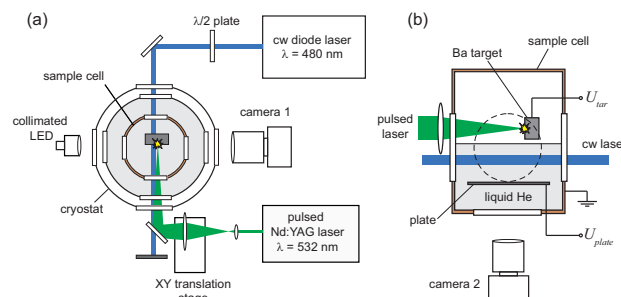 (a)
λ/2 plate
cw diode laser
λ = 480 nm
sample cell
collimated
LED
camera 1
cryostat
pulsed
Nd:YAG laser
λ = 532 nm
XY translation
stage
(b)
sample cell
Ba target
U_tar
pulsed
laser
cw lase
liquid He
plate
U_plate
camera 2